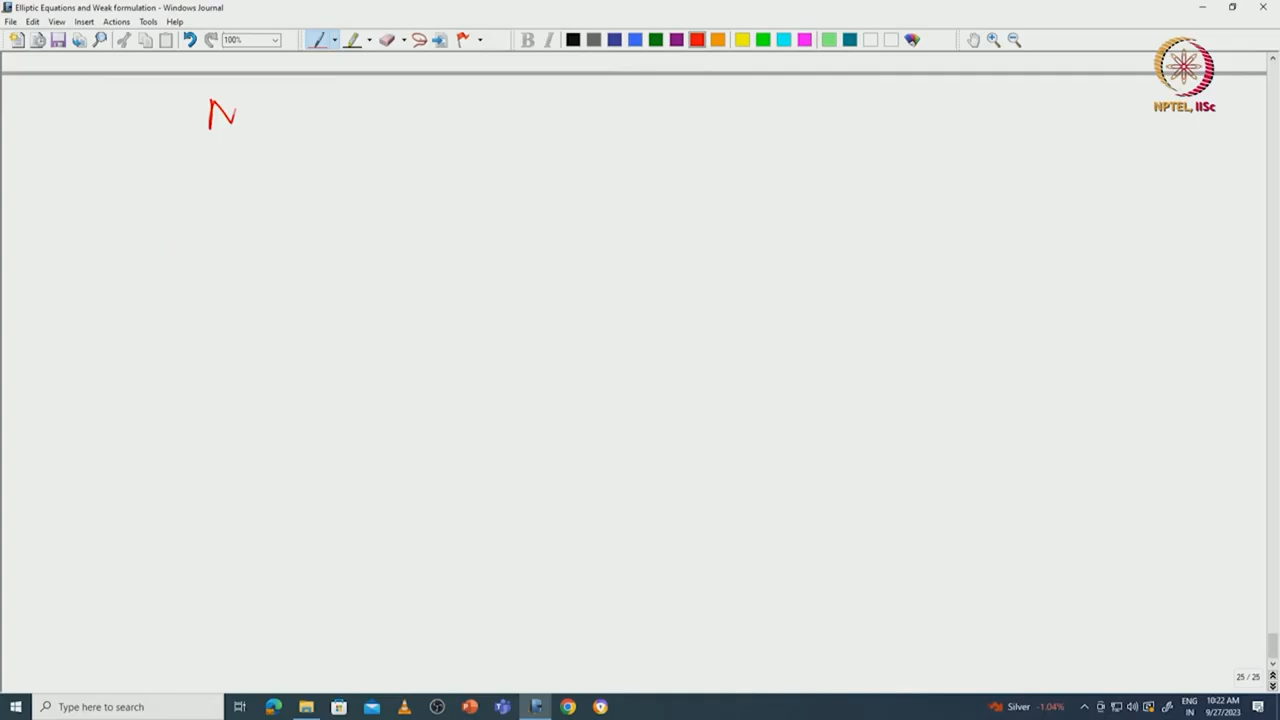 Elliptic Equations and Weak formulation - Windows Journal
File Edit View Insert Actions Tools Help
100%
B I
NPTEL, IISc
N
25 / 25
Type here to search
Silver -1.04%
ENG
IN
10:22 AM
9/27/2023